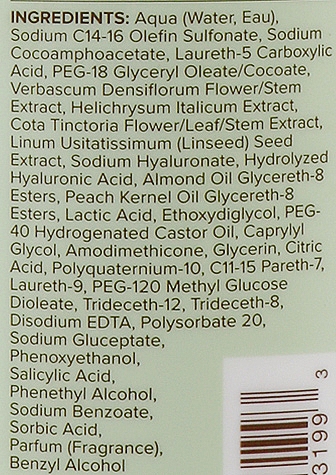 INGREDIENTS: Aqua (Water, Eau),
Sodium C14-16 Olefin Sulfonate, Sodium
Cocoamphoacetate, Laureth-5 Carboxylic
Acid, PEG-18 Glyceryl Oleate/Cocoate,
Verbascum Densiflorum Flower/Stem
Extract, Helichrysum Italicum Extract,
Cota Tinctoria Flower/Leaf/Stem Extract,
Linum Usitatissimum (Linseed) Seed
Extract, Sodium Hyaluronate, Hydrolyzed
Hyaluronic Acid, Almond Oil Glycereth-8
Esters, Peach Kernel Oil Glycereth-8
Esters, Lactic Acid, Ethoxydiglycol, PEG-
40 Hydrogenated Castor Oil, Caprylyl
Glycol, Amodimethicone, Glycerin, Citric
Acid, Polyquaternium-10, C11-15 Pareth-7,
Laureth-9, PEG-120 Methyl Glucose
Dioleate, Trideceth-12, Trideceth-8,
Disodium EDTA, Polysorbate 20,
Sodium Gluceptate,
Phenoxyethanol,
Salicylic Acid,
Phenethyl Alcohol,
Sodium Benzoate,
Sorbic Acid,
Parfum (Fragrance),
Benzyl Alcohol
3
3199